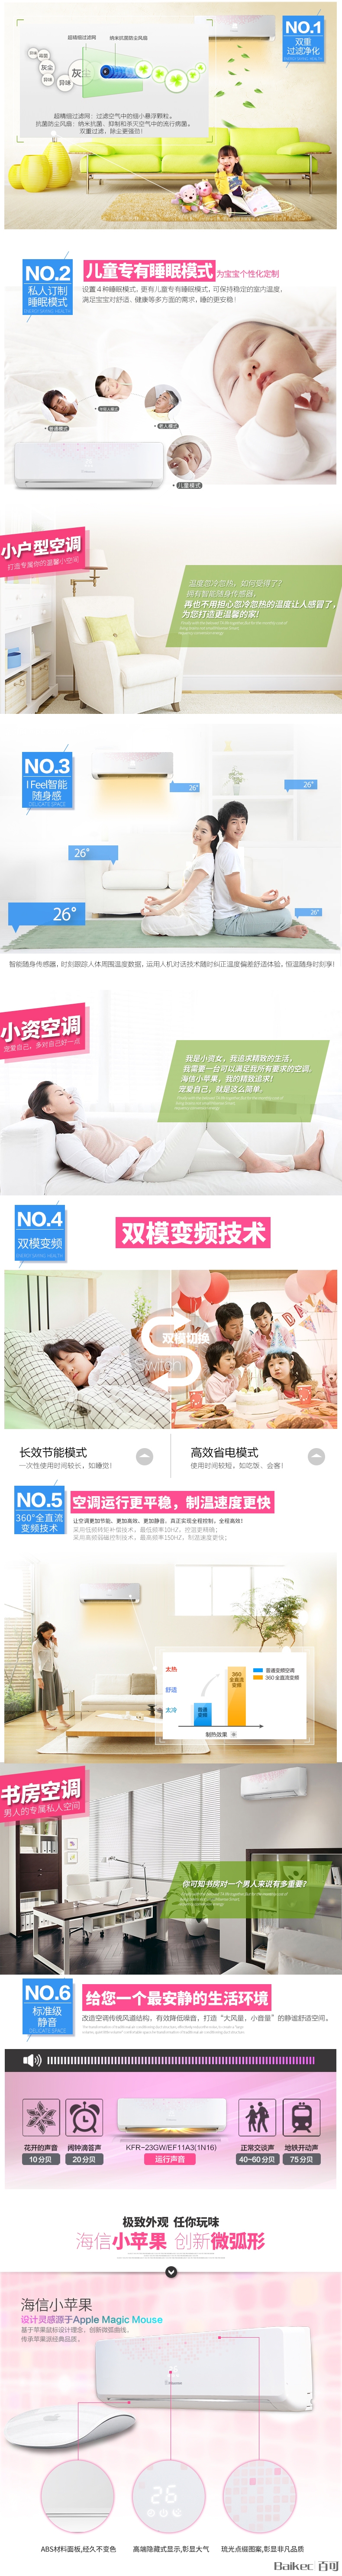 超精细过滤网
纳米抗菌防尘风扇
灰尘
异味
灰尘
异味
异味
超精细过滤网：过滤空气中的细小悬浮颗粒。
抗菌防尘风扇：纳米抗菌、抑制和杀灭空气中的流行病菌。
双重过滤，除尘更强劲！
NO.1
双重
过滤净化
NO.2
私人订制
睡眠模式
ENERGY SAVING HEALTH
儿童专有睡眠模式 为宝宝个性化定制
设置４种睡眠模式，更有儿童专有睡眠模式，可保持稳定的室内温度，
满足宝宝对舒适、健康等多方面的需求，睡的更安稳！
普通模式
老人模式
儿童模式
小户型空调
打造专属你的温馨小空间
温度忽冷忽热，如何受得了？
拥有智能随身传感器，
再也不用担心忽冷忽热的温度让人感冒了，
为您打造更温馨的家！
NO.3
I Feel智能
随身感
DELICATE SPACE
26°
26°
26°
26°
26°
智能随身传感器，时刻跟踪人体周围温度数据，运用人机对话技术随时纠正温度偏差舒适体验，恒温随身时刻享！
小资空调
宠爱自己，多对自己好一点
我是小资女，我追求精致的生活，
我需要一台可以满足我所有要求的空调，
海信小苹果，我的精致追求！
宠爱自己，就是这么简单，
NO.4
双模变频
ENERGY SAVING HEALTH
双模变频技术
双模切换
Switch
长效节能模式
一次性使用时间较长，如睡觉！
高效省电模式
使用时间较短，如吃饭、会客！
NO.5
360°全直流
变频技术
空调运行更平稳，制温速度更快
让空调更加节能、更加高效、更加静音，真正实现全程控制，全程高效！
采用低频转矩补偿技术，最低频率10HZ，控温更精确；
采用高频弱磁控制技术，最高频率150HZ，制温速度更快；
太热
舒适
太冷
普通变频
360全直流变频
普通变频空调
360 全直流变频
制热效果
书房空调
男人的专属私人空间
你可知书房对一个男人来说有多重要？
NO.6
标准级
静音
DELICATE SPACE
给您一个最安静的生活环境
改造空调传统风道结构，有效降低噪音，打造“大风量，小音量”的静谧舒适空间。
花开的声音
10分贝
闹钟滴答声
20分贝
KFR-23GW/EF11A3(1N16)
运行声音
正常交谈声
40-60分贝
地铁开动声
75分贝
极致外观 任你玩味
海信小苹果 创新微弧形
海信小苹果
设计灵感源于Apple Magic Mouse
基于苹果鼠标设计理念，创新微弧曲线，
传承苹果派经典品质。
26
ABS材料面板，经久不变色
高端隐藏式显示，彰显大气
琉光点缀图案，彰显非凡品质
Baikec 百可